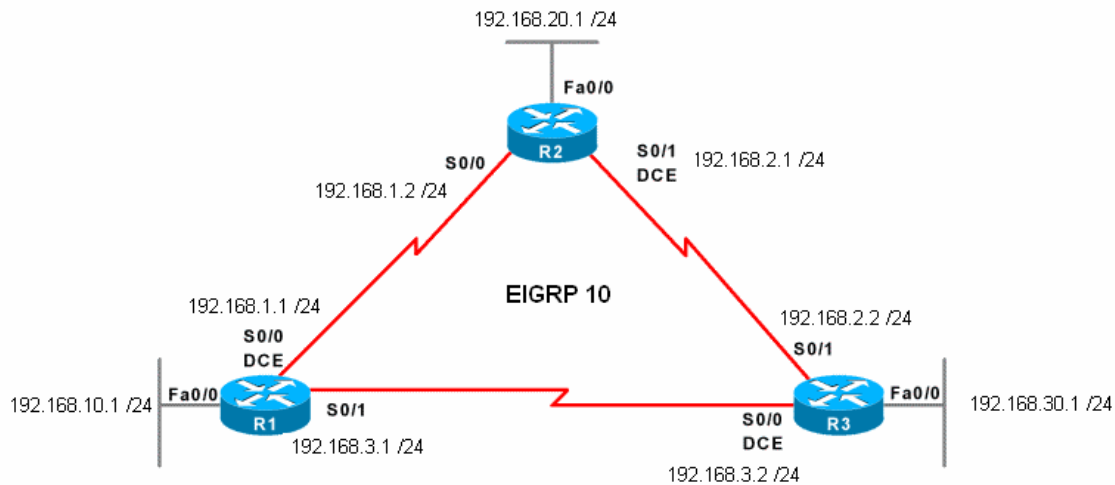 192.168.20.1 /24
Fa0/0
R2
S0/0
S0/1
DCE
192.168.2.1 /24
192.168.1.2 /24
EIGRP 10
192.168.1.1 /24
S0/0
DCE
192.168.2.2 /24
S0/1
192.168.10.1 /24
Fa0/0
R1
S0/1
192.168.3.1 /24
S0/0
DCE
192.168.3.2 /24
R3
Fa0/0
192.168.30.1 /24